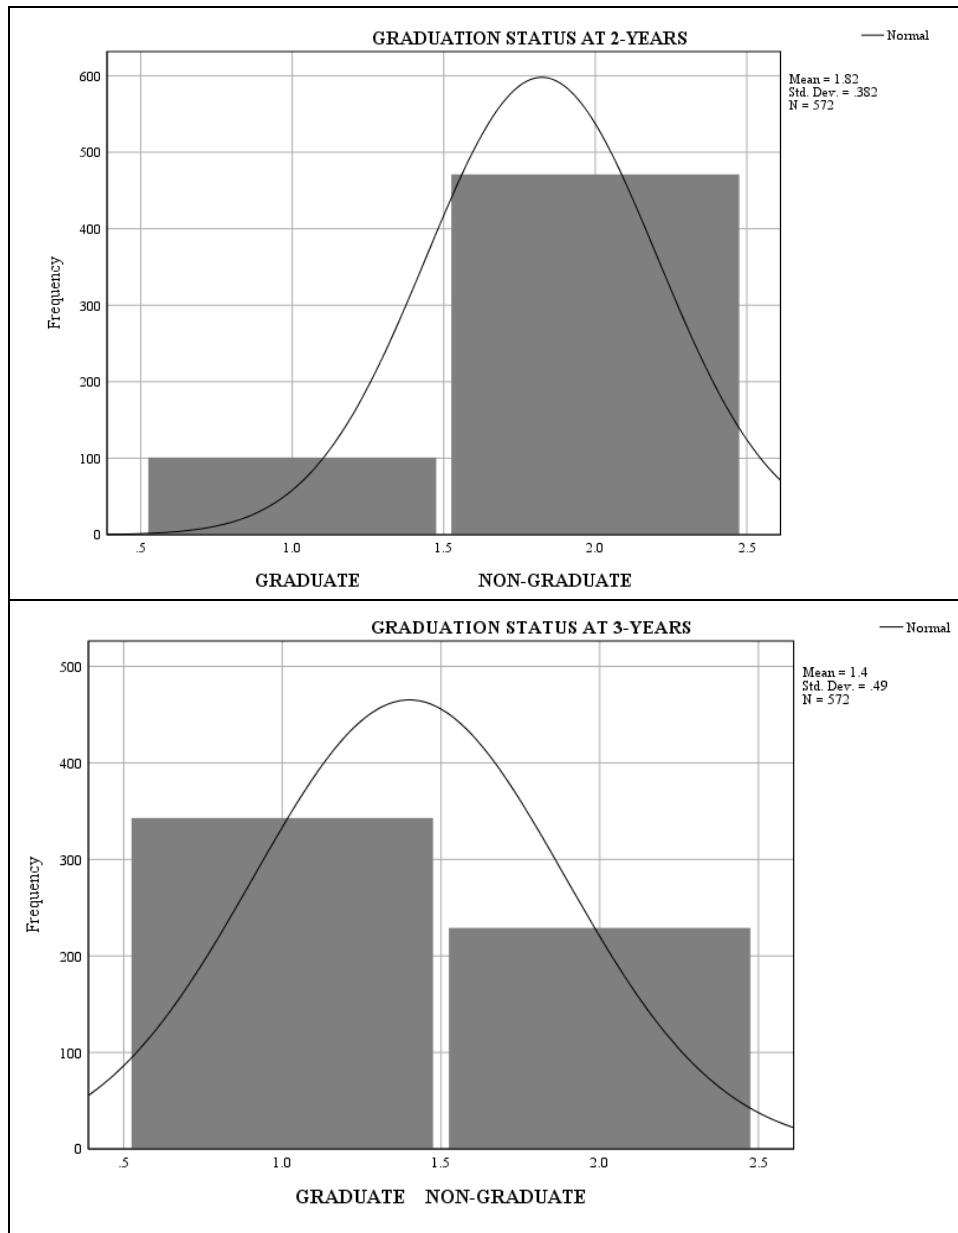 GRADUATION STATUS AT 2-YEARS
Normal
Mean = 1.82
Std. Dev. = .382
N = 572
600
500
400
300
200
100
0
Frequency
.5 1.0 1.5 2.0 2.5
GRADUATE NON-GRADUATE
GRADUATION STATUS AT 3-YEARS
Normal
Mean = 1.4
Std. Dev. = .49
N = 572
500
400
300
200
100
0
Frequency
.5 1.0 1.5 2.0 2.5
GRADUATE NON-GRADUATE